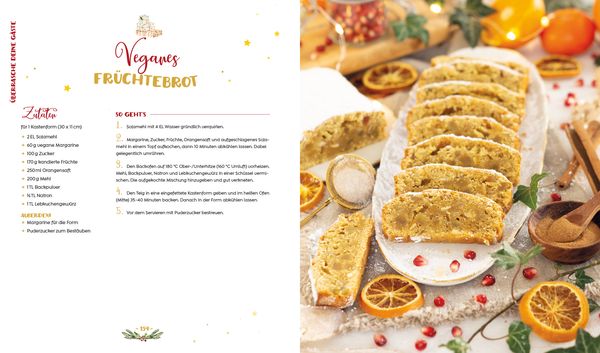 ÜBERRASCHE DEINE GÄSTE
Veganes
FRÜCHTEBROT
Zutaten
für 1 Kastenform (30 x 11 cm)
2 EL Sojamehl
60 g vegane Margarine
100 g Zucker
170 g kandierte Früchte
250 ml Orangensaft
200 g Mehl
1 TL Backpulver
½ TL Natron
1 TL Lebkuchengewürz
AUẞERDEM
Margarine für die Form
Puderzucker zum Bestäuben
SO GEHTS
1. Sojamehl mit 4 EL Wasser gründlich verquirlen.
2. Margarine, Zucker, Früchte, Orangensaft und aufgeschlagenes Soja-
mehl in einem Topf aufkochen, dann 10 Minuten abkühlen lassen. Dabei
gelegentlich umrühren.
3. Den Backofen auf 180 °C Ober-/Unterhitze (160 °C Umluft) vorheizen.
Mehl, Backpulver, Natron und Lebkuchengewürz in einer Schüssel vermi-
schen. Die aufgekochte Mischung hinzugeben und gut verkneten.
4. Den Teig in eine eingefettete Kastenform geben und im heißen Ofen
(Mitte) 35–40 Minuten backen. Danach in der Form abkühlen lassen.
5. Vor dem Servieren mit Puderzucker bestreuen.
159